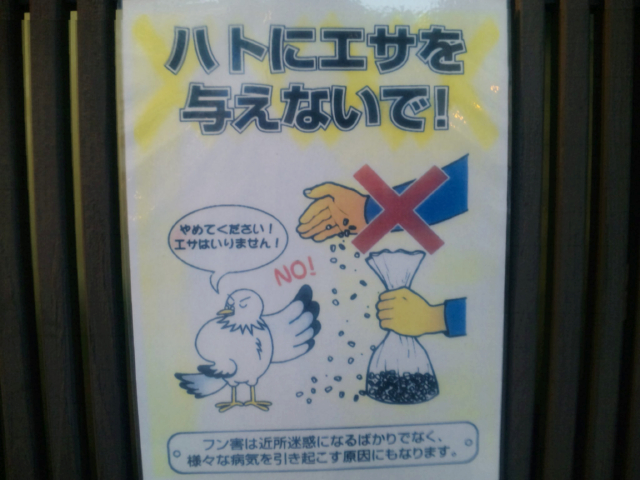 ハトにエサを
与えないで!
やめてください!
エサはいりません!
NO!
フン害は近所迷惑になるばかりでなく、
様々な病気を引き起こす原因にもなります。